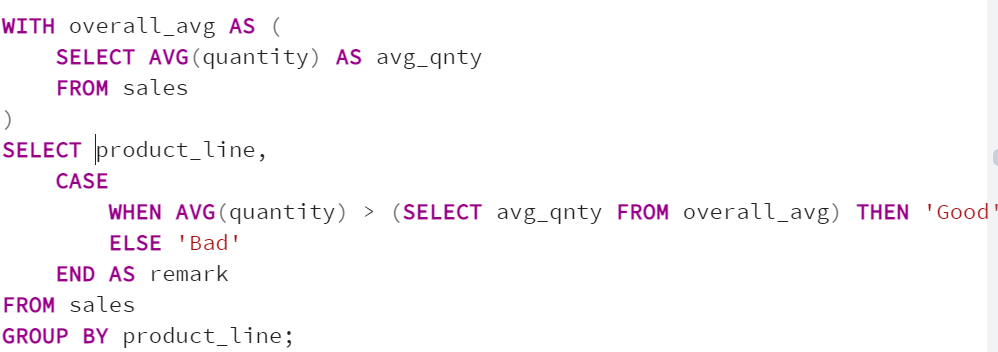 WITH overall_avg AS (
    SELECT AVG(quantity) AS avg_qnty
    FROM sales
)
SELECT product_line,
    CASE
        WHEN AVG(quantity) > (SELECT avg_qnty FROM overall_avg) THEN 'Good'
        ELSE 'Bad'
    END AS remark
FROM sales
GROUP BY product_line;